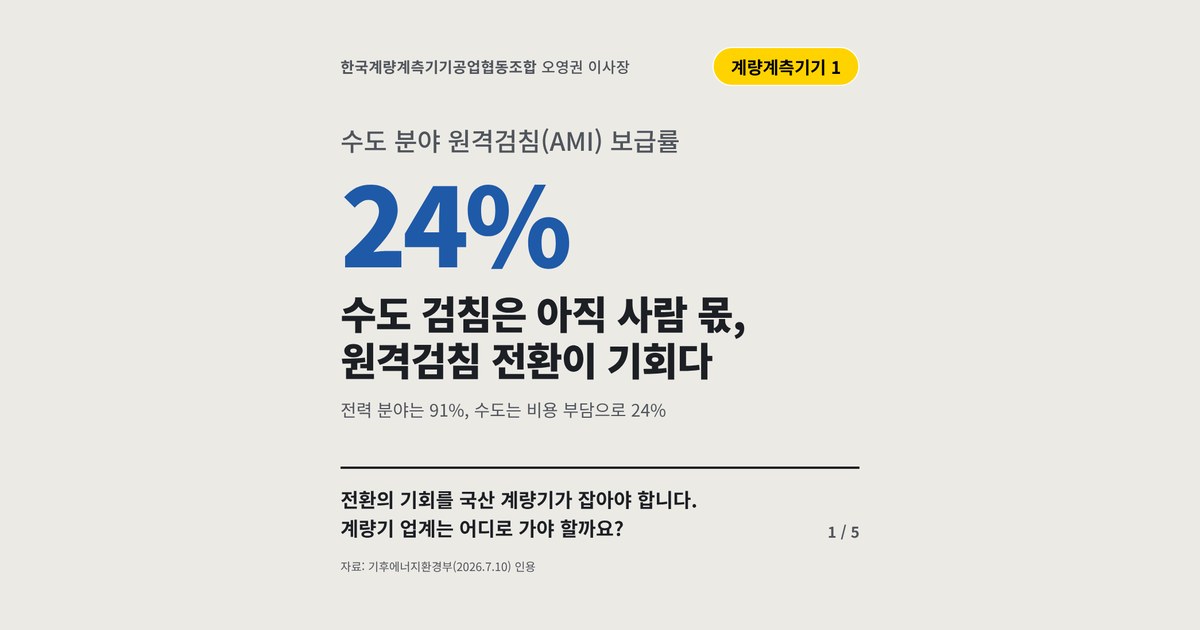 한국계량계측기기공업협동조합 오영권 이사장
계량계측기기 1
수도 분야 원격검침(AMI) 보급률
24%
수도 검침은 아직 사람 몫,
원격검침 전환이 기회다
전력 분야는 91%, 수도는 비용 부담으로 24%
전환의 기회를 국산 계량기가 잡아야 합니다.
계량기 업계는 어디로 가야 할까요?
1 / 5
자료: 기후에너지환경부(2026.7.10) 인용